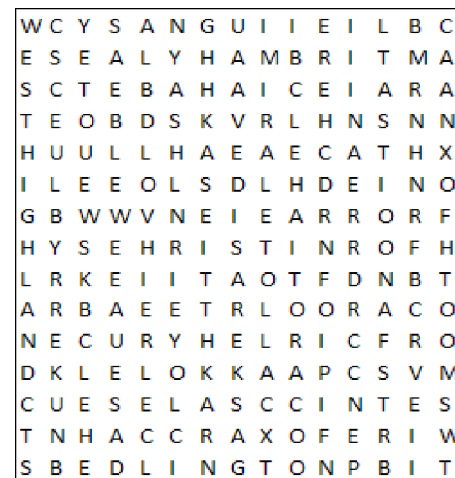 W C Y S A N G U I I E I L B C
E S E A L Y H A M B R I T M A
S C T E B A H A I C E I A R A
T E O B D S K V R L H N S N N
H U U L L H A E A E C A T H X
I L E E O L S D L H D E I N O
G B W W V N E I E A R R O R F
H Y S E H R I S T I N R O F H
L R K E I I T A O T F D N B T
A R B A E E T R L O O R A C O
N E C U R Y H E L R I C F R O
D K L E L O K K A A P C S V M
C U E S E L A S C C I N T E S
T N H A C C R A X O F E R I W
S B E D L I N G T O N P B I T